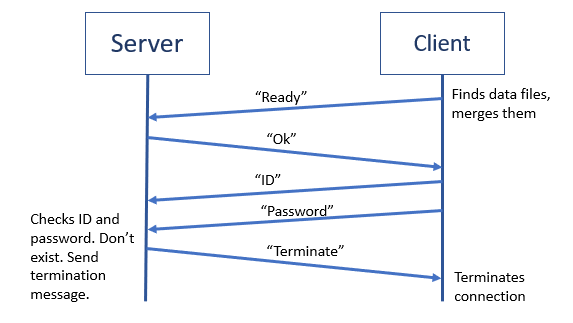 Server
Client
“Ready”
Finds data files,
merges them
“Ok”
“ID”
“Password”
Checks ID and
password. Don’t
exist. Send
termination
message.
“Terminate”
Terminates
connection